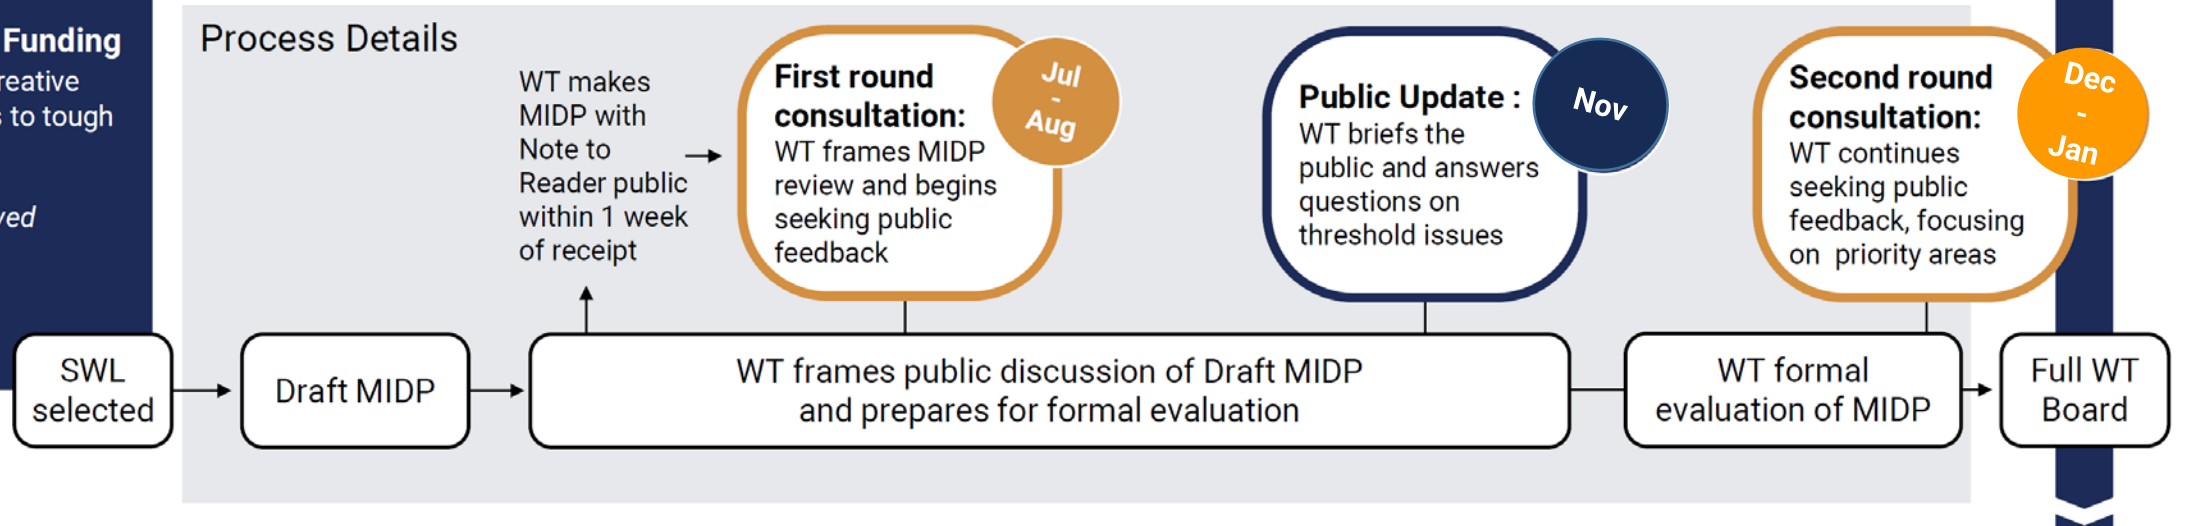 Funding
reative
s to tough
ved
Process Details
WT makes
MIDP with
Note to
Reader public
within 1 week
of receipt
First round
consultation:
WT frames MIDP
review and begins
seeking public
feedback
Jul
-
Aug
Public Update :
WT briefs the
public and answers
questions on
threshold issues
Nov
Second round
consultation:
WT continues
seeking public
feedback, focusing
on  priority areas
Dec
-
Jan
SWL
selected
Draft MIDP
WT frames public discussion of Draft MIDP
and prepares for formal evaluation
WT formal
evaluation of MIDP
Full WT
Board